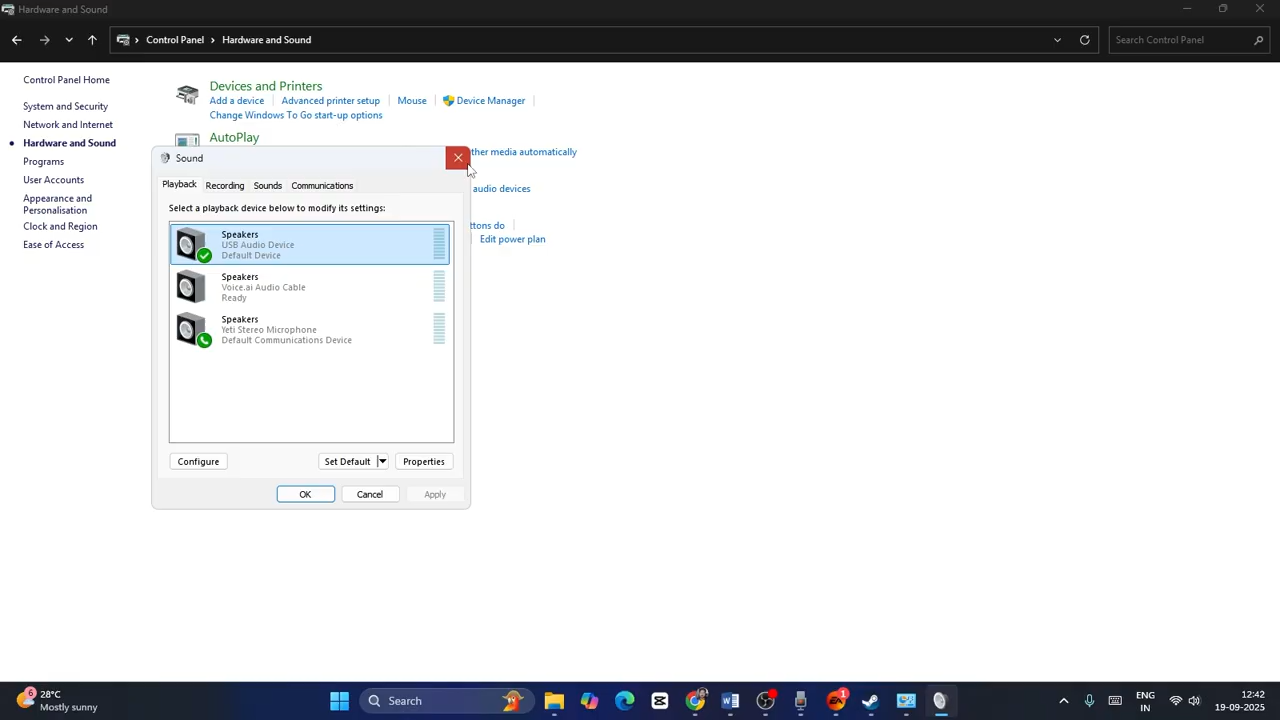 Hardware and Sound
Control Panel > Hardware and Sound
Search Control Panel
Control Panel Home
System and Security
Network and Internet
Hardware and Sound
Programs
User Accounts
Appearance and
Personalisation
Clock and Region
Ease of Access
Devices and Printers
Add a device | Advanced printer setup | Mouse | Device Manager |
Change Windows To Go start-up options
AutoPlay
ther media automatically
audio devices
ttons do |
Edit power plan
Sound
Playback Recording Sounds Communications
Select a playback device below to modify its settings:
Speakers
USB Audio Device
Default Device
Speakers
Voice.ai Audio Cable
Ready
Speakers
Yeti Stereo Microphone
Default Communications Device
Configure Set Default Properties
OK Cancel Apply
6
28°C
Mostly sunny
Search
1
ENG
IN
12:42
19-09-2025